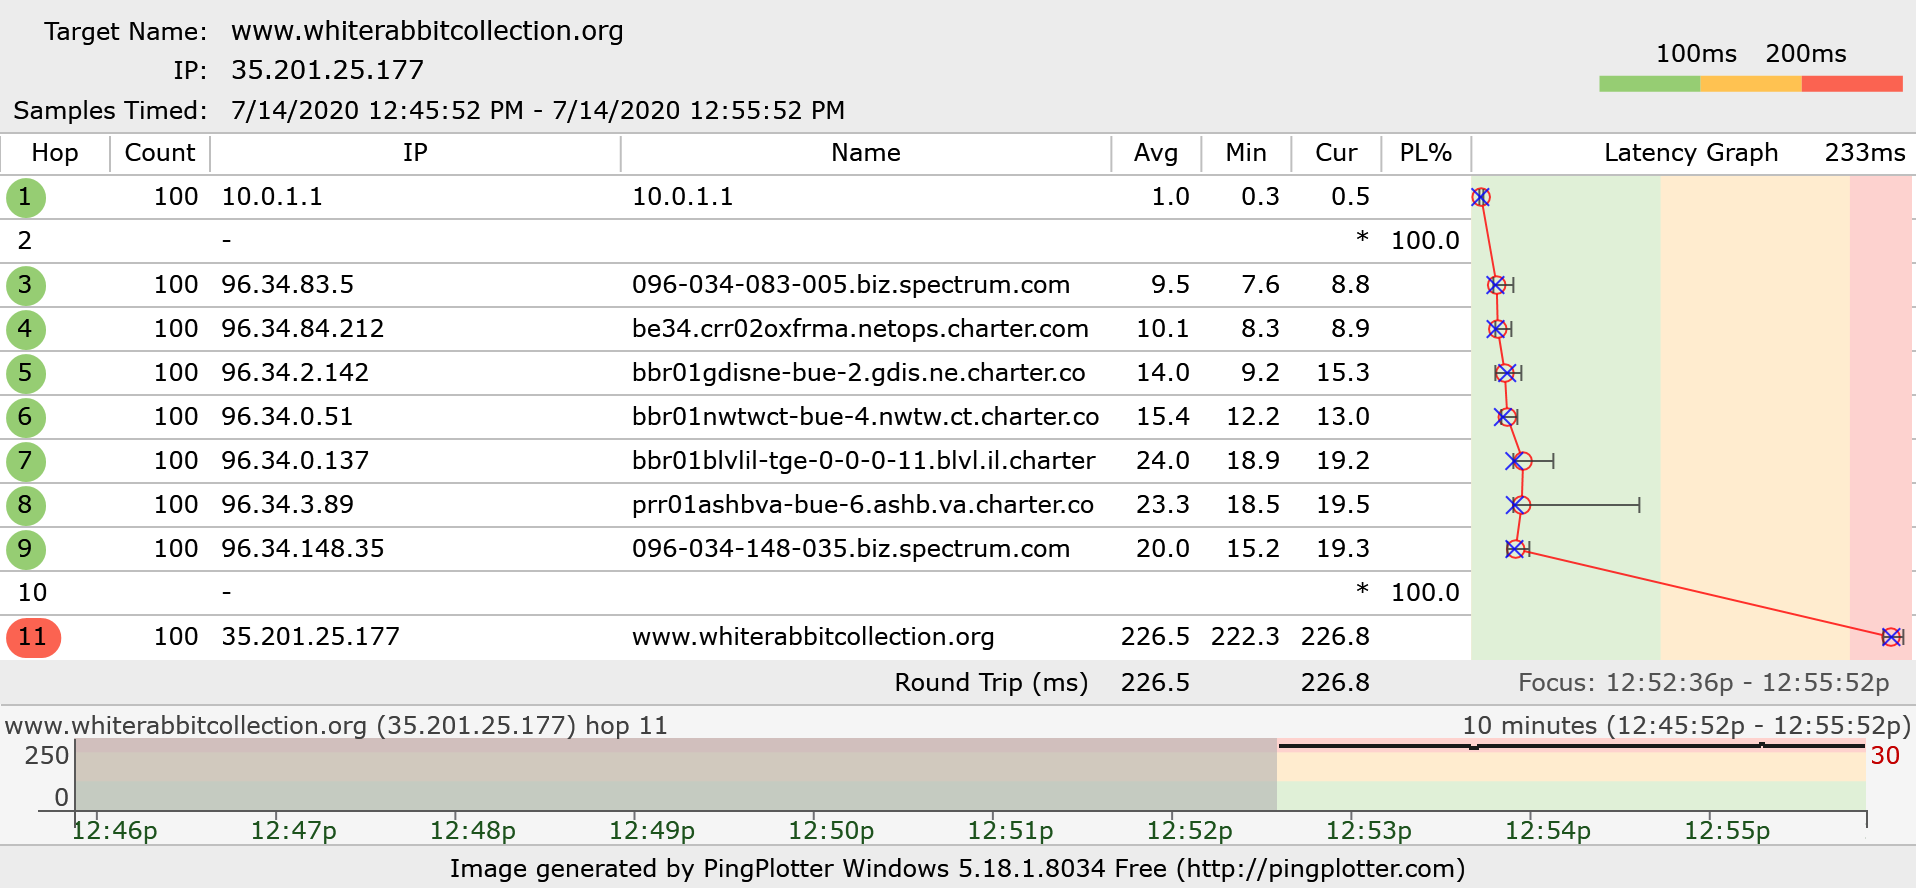 Target Name: www.whiterabbitcollection.org
IP: 35.201.25.177
Samples Timed: 7/14/2020 12:45:52 PM - 7/14/2020 12:55:52 PM
100ms 200ms
Hop Count IP Name Avg Min Cur PL% Latency Graph 233ms
1 100 10.0.1.1 10.0.1.1 1.0 0.3 0.5
2 - * 100.0
3 100 96.34.83.5 096-034-083-005.biz.spectrum.com 9.5 7.6 8.8
4 100 96.34.84.212 be34.crr02oxfrma.netops.charter.com 10.1 8.3 8.9
5 100 96.34.2.142 bbr01gdisne-bue-2.gdis.ne.charter.co 14.0 9.2 15.3
6 100 96.34.0.51 bbr01nwtwct-bue-4.nwtw.ct.charter.co 15.4 12.2 13.0
7 100 96.34.0.137 bbr01blvlil-tge-0-0-0-11.blvl.il.charter 24.0 18.9 19.2
8 100 96.34.3.89 prr01ashbva-bue-6.ashb.va.charter.co 23.3 18.5 19.5
9 100 96.34.148.35 096-034-148-035.biz.spectrum.com 20.0 15.2 19.3
10 - * 100.0
11 100 35.201.25.177 www.whiterabbitcollection.org 226.5 222.3 226.8
Round Trip (ms) 226.5 226.8 Focus: 12:52:36p - 12:55:52p
www.whiterabbitcollection.org (35.201.25.177) hop 11 10 minutes (12:45:52p - 12:55:52p)
250 30
0
12:46p 12:47p 12:48p 12:49p 12:50p 12:51p 12:52p 12:53p 12:54p 12:55p
Image generated by PingPlotter Windows 5.18.1.8034 Free (http://pingplotter.com)